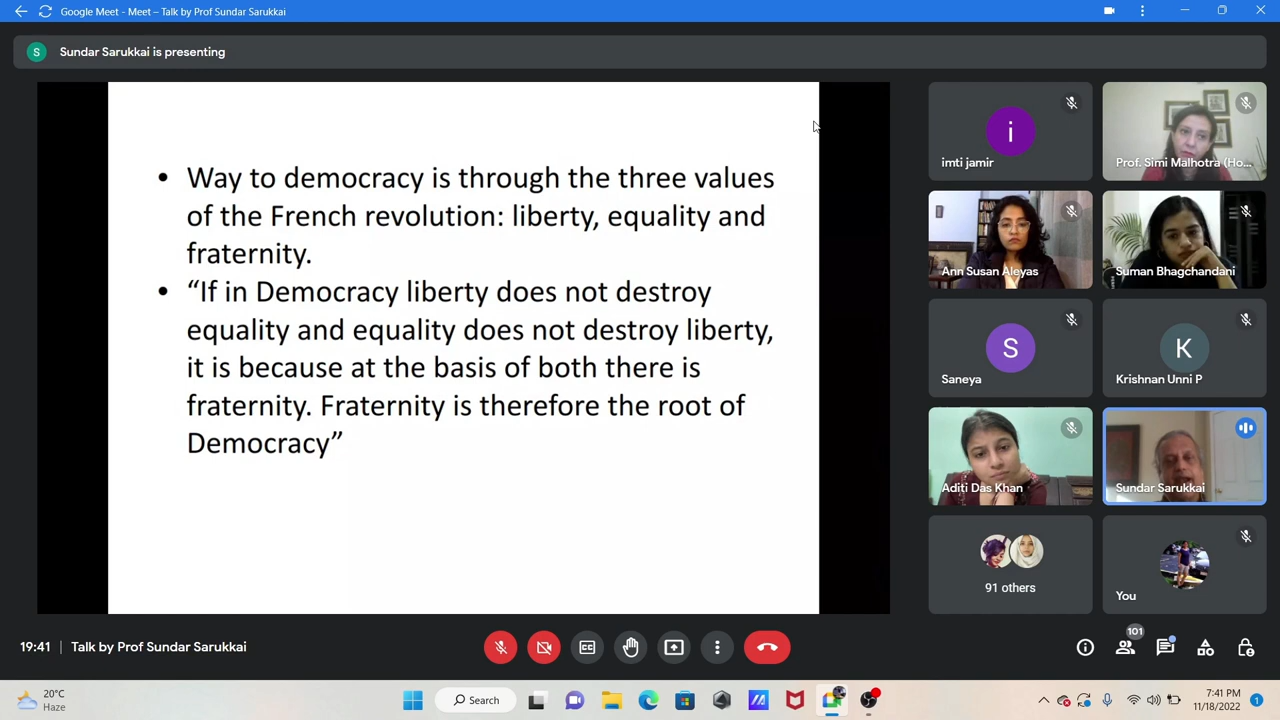 Google Meet - Meet – Talk by Prof Sundar Sarukkai
S
Sundar Sarukkai is presenting
• Way to democracy is through the three values
of the French revolution: liberty, equality and
fraternity.
• “If in Democracy liberty does not destroy
equality and equality does not destroy liberty,
it is because at the basis of both there is
fraternity. Fraternity is therefore the root of
Democracy”
i
imti jamir
Prof. Simi Malhotra (Ho...
Ann Susan Aleyas
Suman Bhagchandani
S
Saneya
K
Krishnan Unni P
Aditi Das Khan
Sundar Sarukkai
91 others
You
19:41 | Talk by Prof Sundar Sarukkai
101
20°C
Haze
Search
7:41 PM
11/18/2022
1